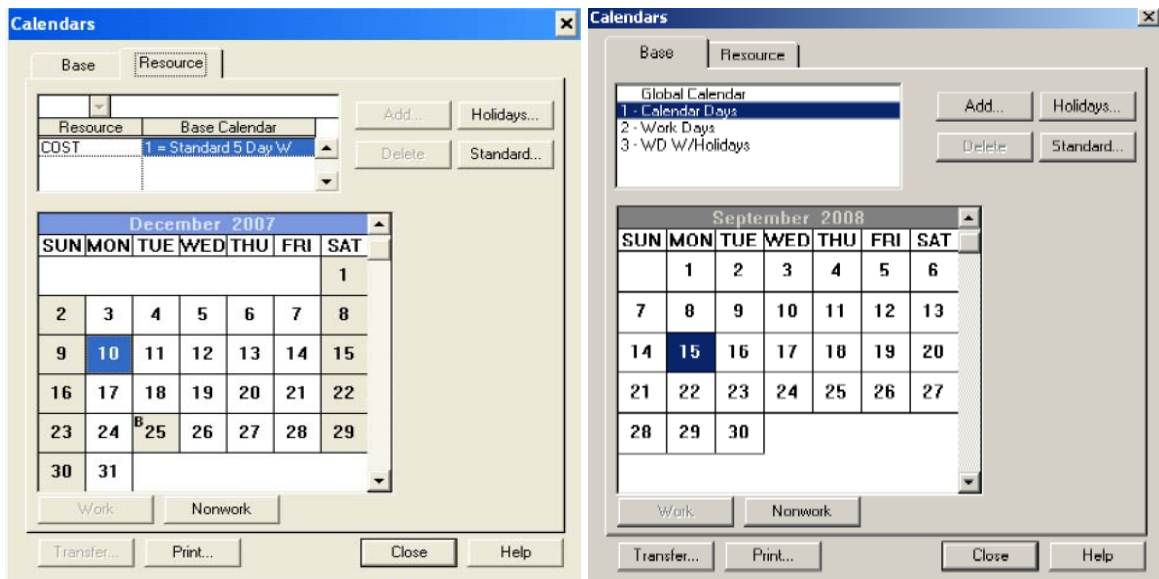 Calendars
Base Resource
Add... Holidays...
Resource Base Calendar
COST 1 = Standard 5 Day W
Delete Standard...
December 2007
SUN MON TUE WED THU FRI SAT
1
2 3 4 5 6 7 8
9 10 11 12 13 14 15
16 17 18 19 20 21 22
23 24 B 25 26 27 28 29
30 31
Work Nonwork
Transfer... Print... Close Help
Calendars
Base Resource
Global Calendar
1 - Calendar Days
2 - Work Days
3 - WD W/Holidays
Add... Holidays...
Delete Standard...
September 2008
SUN MON TUE WED THU FRI SAT
1 2 3 4 5 6
7 8 9 10 11 12 13
14 15 16 17 18 19 20
21 22 23 24 25 26 27
28 29 30
Work Nonwork
Transfer... Print... Close Help